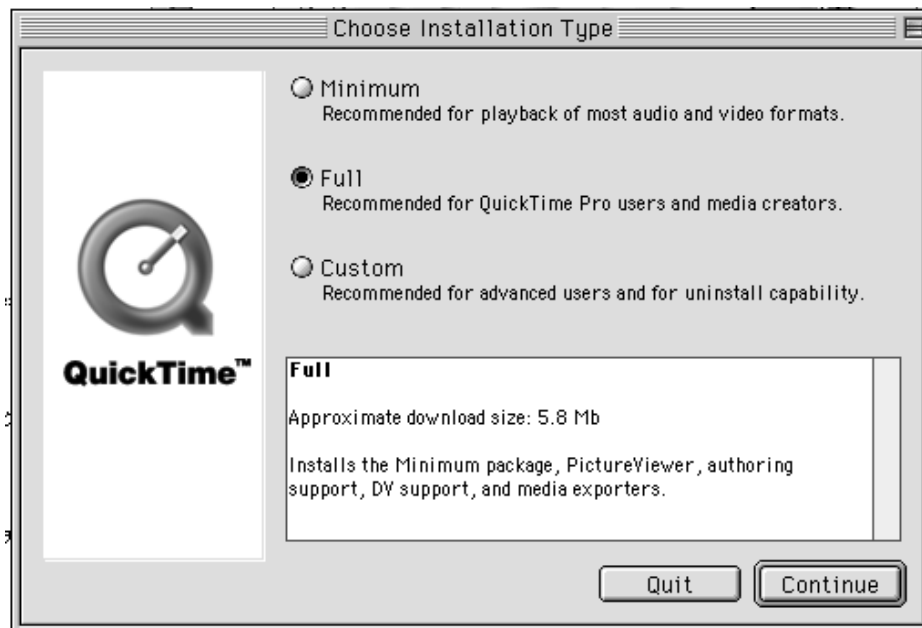 Choose Installation Type
Minimum
Recommended for playback of most audio and video formats.
Full
Recommended for QuickTime Pro users and media creators.
Custom
Recommended for advanced users and for uninstall capability.
QuickTime™
Full
Approximate download size: 5.8 Mb
Installs the Minimum package, PictureViewer, authoring
support, DV support, and media exporters.
Quit
Continue